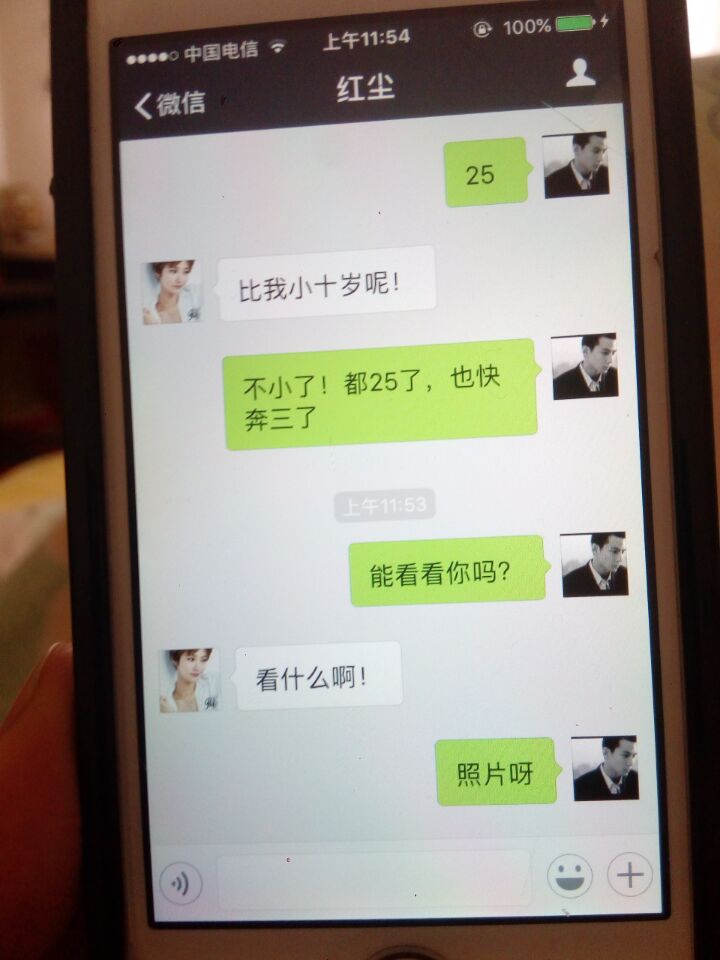 中国电信 上午11:54 100%
微信 红尘
25
比我小十岁呢！
不小了！都25了，也快
奔三了
上午11:53
能看看你吗？
看什么啊！
照片呀